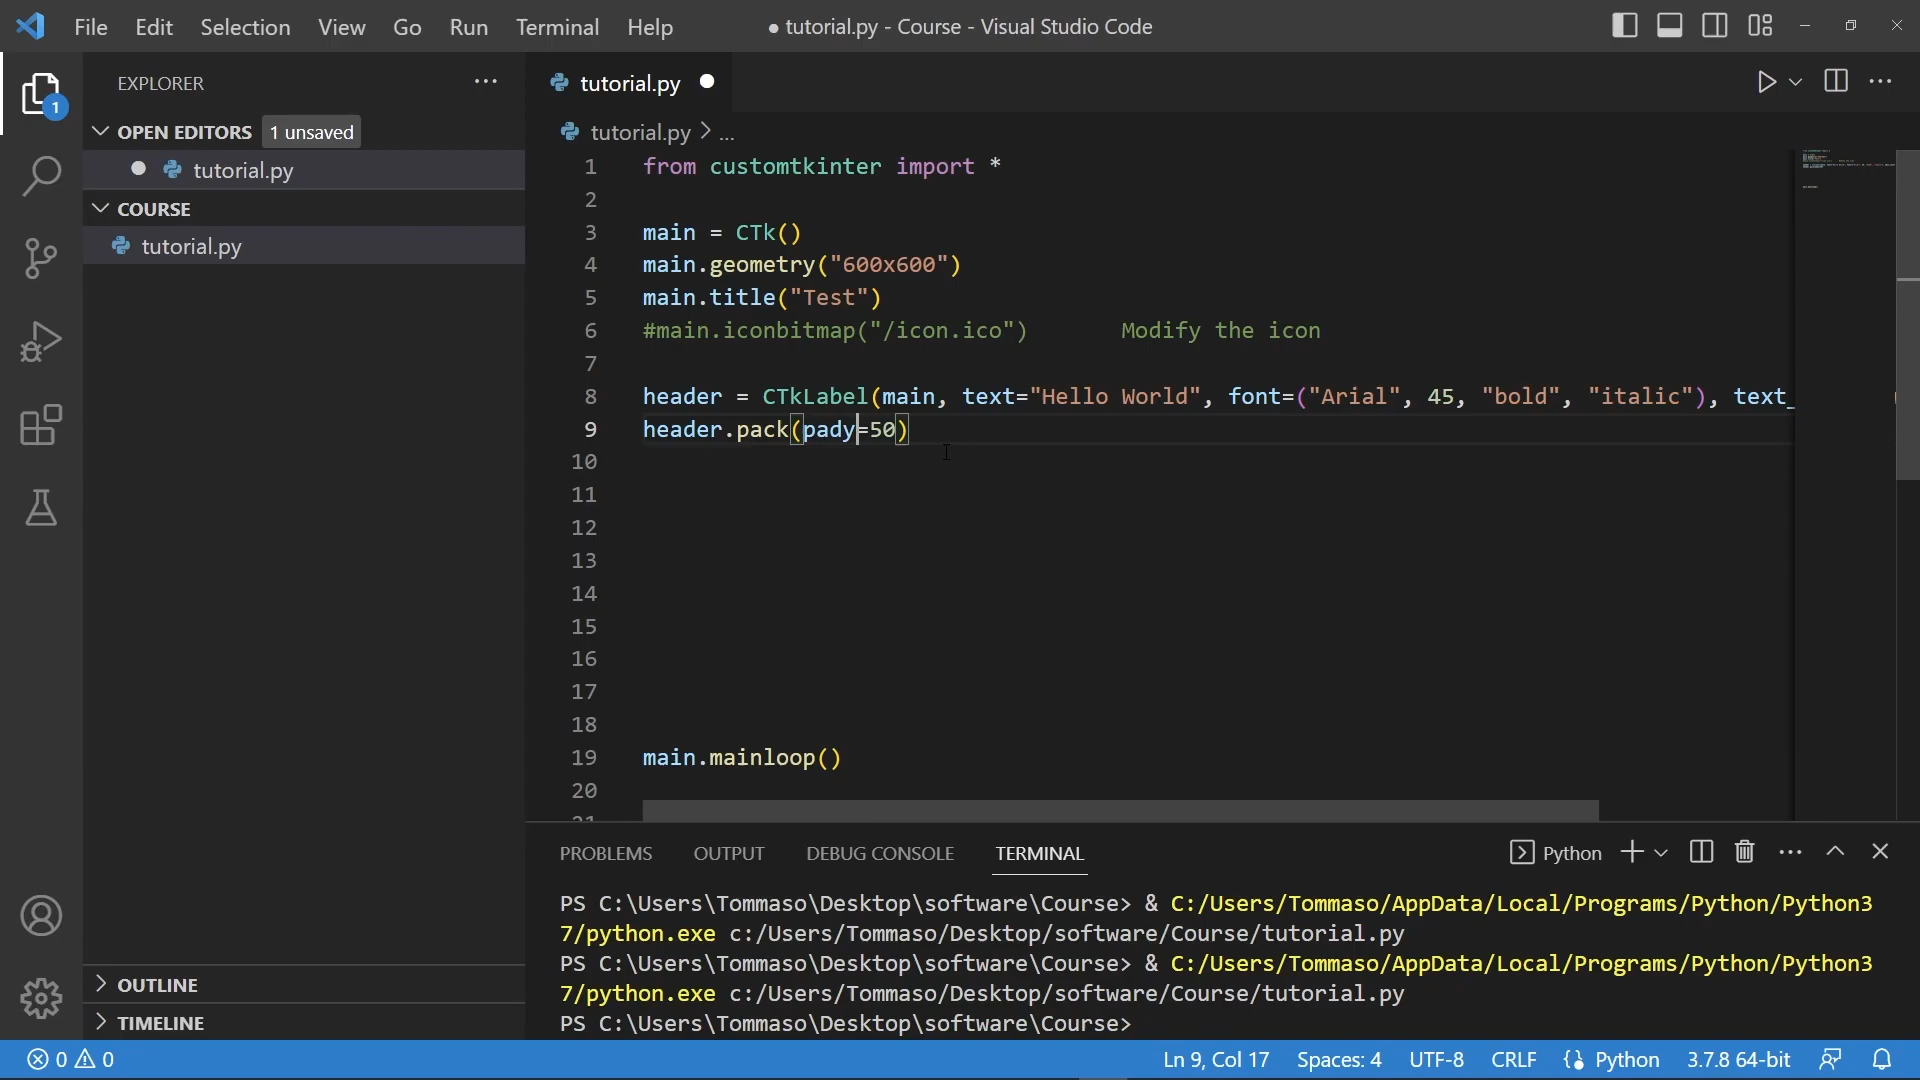 File Edit Selection View Go Run Terminal Help
● tutorial.py - Course - Visual Studio Code
EXPLORER
OPEN EDITORS 1 unsaved
tutorial.py
COURSE
tutorial.py
OUTLINE
TIMELINE
1
tutorial.py
tutorial.py > ...
1 from customtkinter import *
2
3 main = CTk()
4 main.geometry("600x600")
5 main.title("Test")
6 #main.iconbitmap("/icon.ico")       Modify the icon
7
8 header = CTkLabel(main, text="Hello World", font=("Arial", 45, "bold", "italic"), text_
9 header.pack(pady=50)
10
11
12
13
14
15
16
17
18
19 main.mainloop()
20
PROBLEMS OUTPUT DEBUG CONSOLE TERMINAL
Python
PS C:\Users\Tommaso\Desktop\software\Course> & C:/Users/Tommaso/AppData/Local/Programs/Python/Python3
7/python.exe c:/Users/Tommaso/Desktop/software/Course/tutorial.py
PS C:\Users\Tommaso\Desktop\software\Course> & C:/Users/Tommaso/AppData/Local/Programs/Python/Python3
7/python.exe c:/Users/Tommaso/Desktop/software/Course/tutorial.py
PS C:\Users\Tommaso\Desktop\software\Course>
0 0
Ln 9, Col 17 Spaces: 4 UTF-8 CRLF Python 3.7.8 64-bit